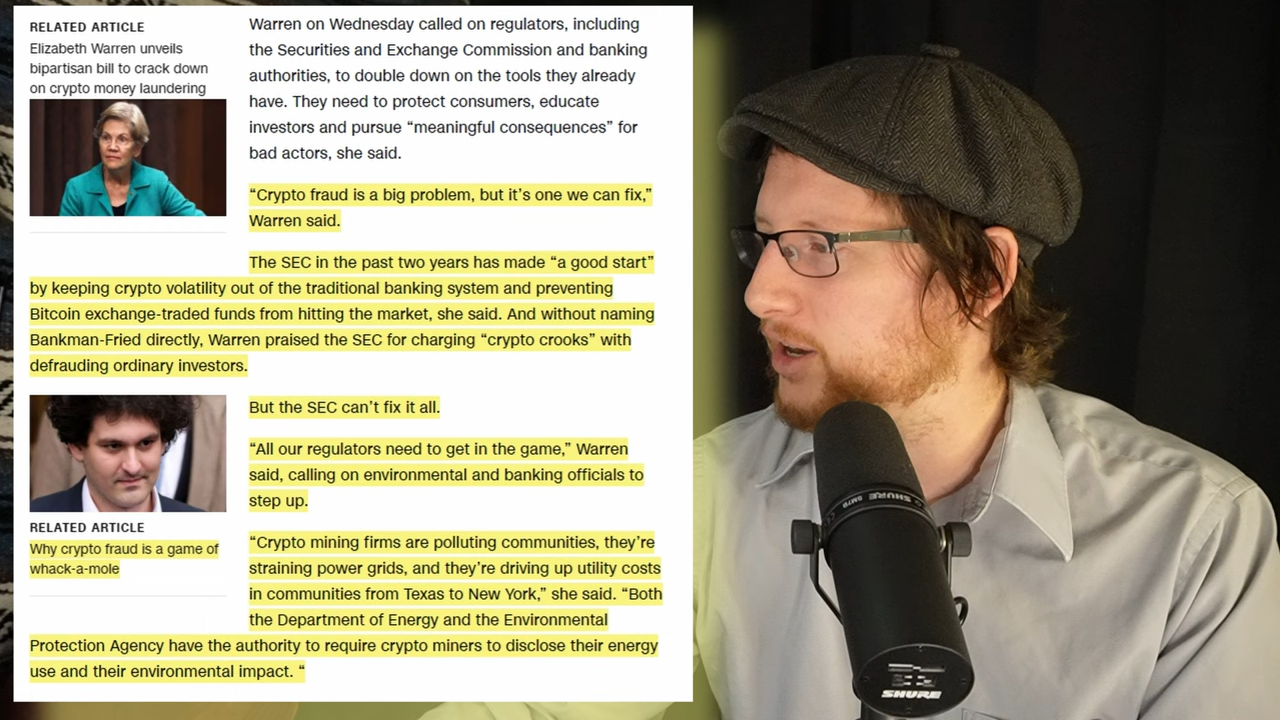 RELATED ARTICLE
Elizabeth Warren unveils
bipartisan bill to crack down
on crypto money laundering
Warren on Wednesday called on regulators, including
the Securities and Exchange Commission and banking
authorities, to double down on the tools they already
have. They need to protect consumers, educate
investors and pursue “meaningful consequences” for
bad actors, she said.
“Crypto fraud is a big problem, but it’s one we can fix,”
Warren said.
The SEC in the past two years has made “a good start”
by keeping crypto volatility out of the traditional banking system and preventing
Bitcoin exchange-traded funds from hitting the market, she said. And without naming
Bankman-Fried directly, Warren praised the SEC for charging “crypto crooks” with
defrauding ordinary investors.
But the SEC can’t fix it all.
“All our regulators need to get in the game,” Warren
said, calling on environmental and banking officials to
step up.
RELATED ARTICLE
Why crypto fraud is a game of
whack-a-mole
“Crypto mining firms are polluting communities, they’re
straining power grids, and they’re driving up utility costs
in communities from Texas to New York,” she said. “Both
the Department of Energy and the Environmental
Protection Agency have the authority to require crypto miners to disclose their energy
use and their environmental impact. “
SHURE SM7B
SHURE